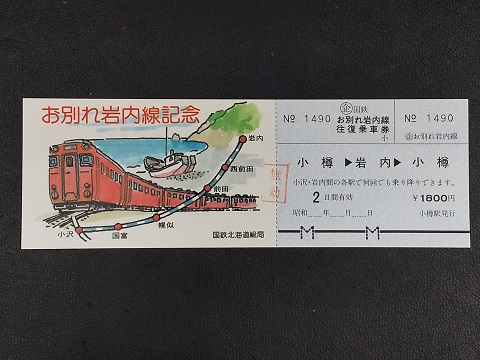 お別れ岩内線記念
岩内
西前田
前田
幌似
国富
小沢
国鉄北海道総局
№ 1490
企 国鉄
お別れ岩内線
往復乗車券
小
№ 1490
企お別れ岩内線
小樽 ▶ 岩内 ▶ 小樽
小沢・岩内間の各駅で何回でも乗り降りできます。
2日間有効
¥1800円
昭和 年 月 日
小樽駅発行
M
M